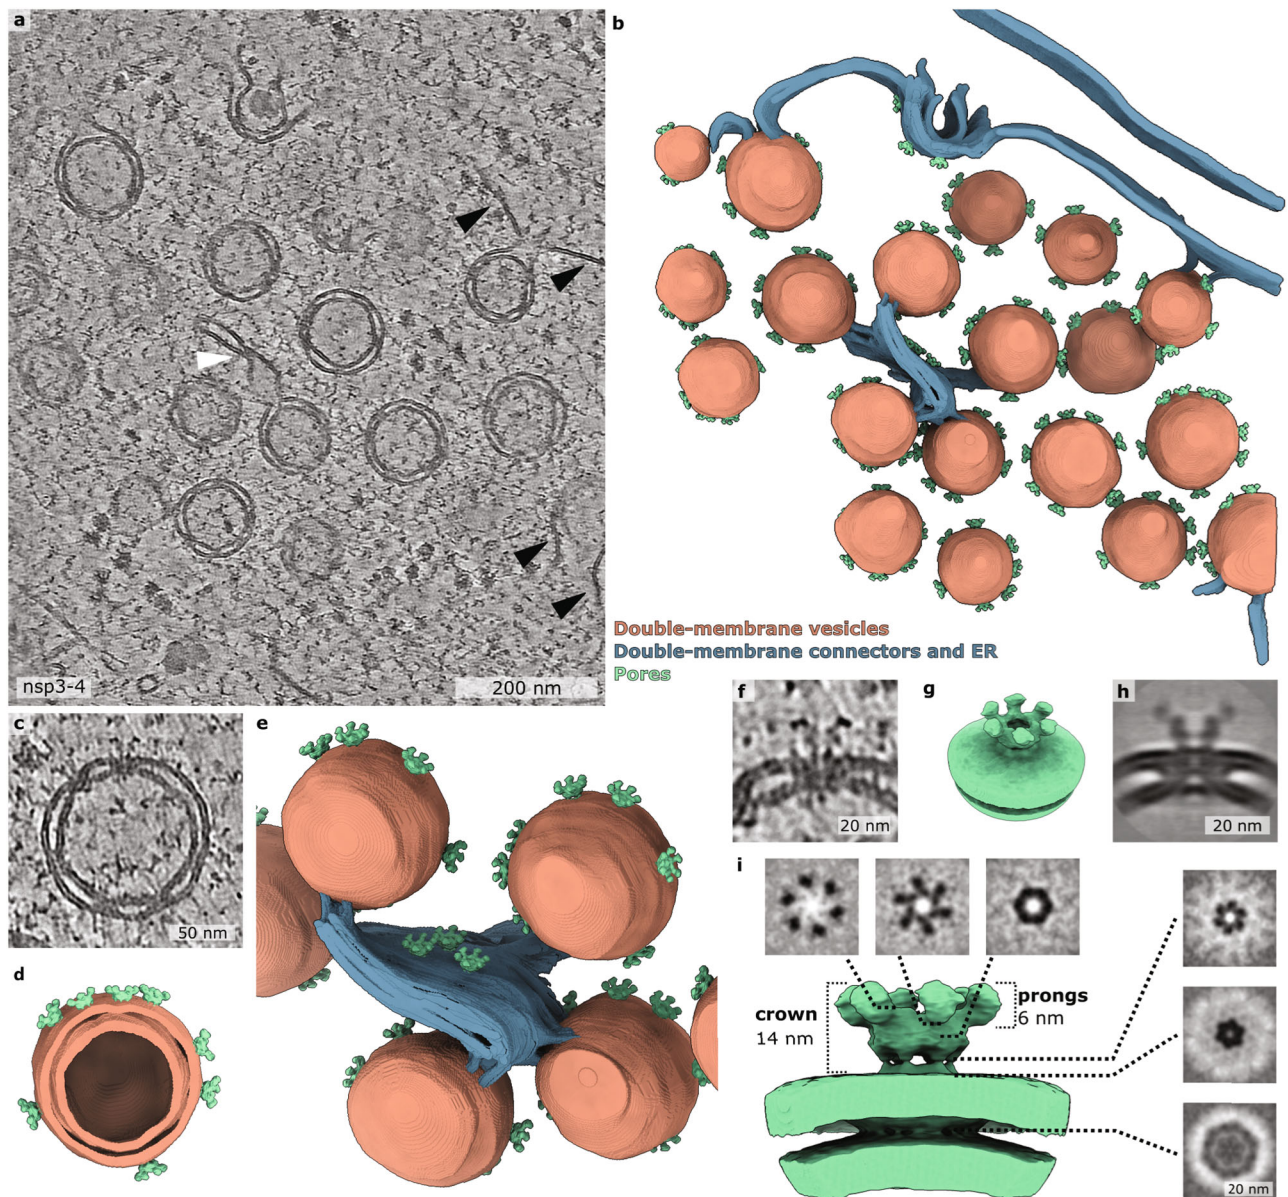 a
nsp3-4
200 nm
b
Double-membrane vesicles
Double-membrane connectors and ER
Pores
c
50 nm
d
e
f
20 nm
g
h
20 nm
i
crown
14 nm
prongs
6 nm
20 nm